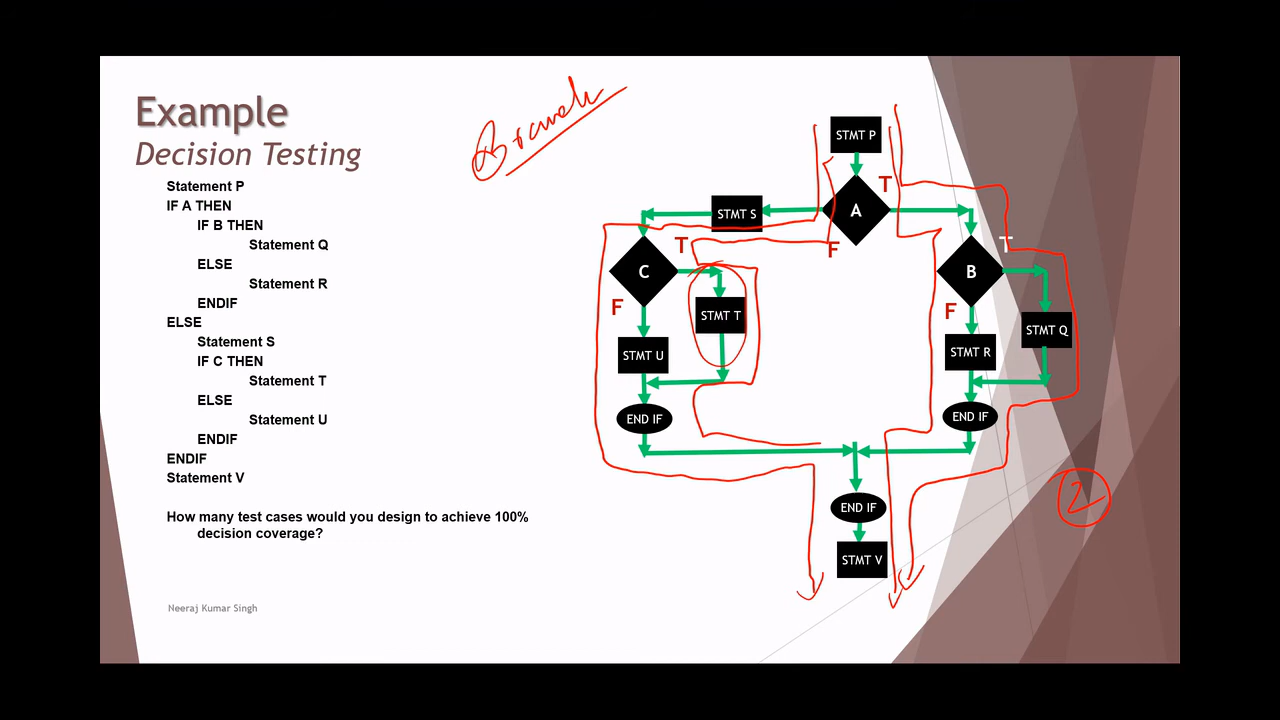 Example
Decision Testing
Statement P
IF A THEN
IF B THEN
Statement Q
ELSE
Statement R
ENDIF
ELSE
Statement S
IF C THEN
Statement T
ELSE
Statement U
ENDIF
ENDIF
Statement V
How many test cases would you design to achieve 100%
decision coverage?
Neeraj Kumar Singh
Branch
STMT P
T
A
STMT S
F
T
C
T
B
F
STMT T
F
STMT Q
STMT U
STMT R
END IF
END IF
2
END IF
STMT V